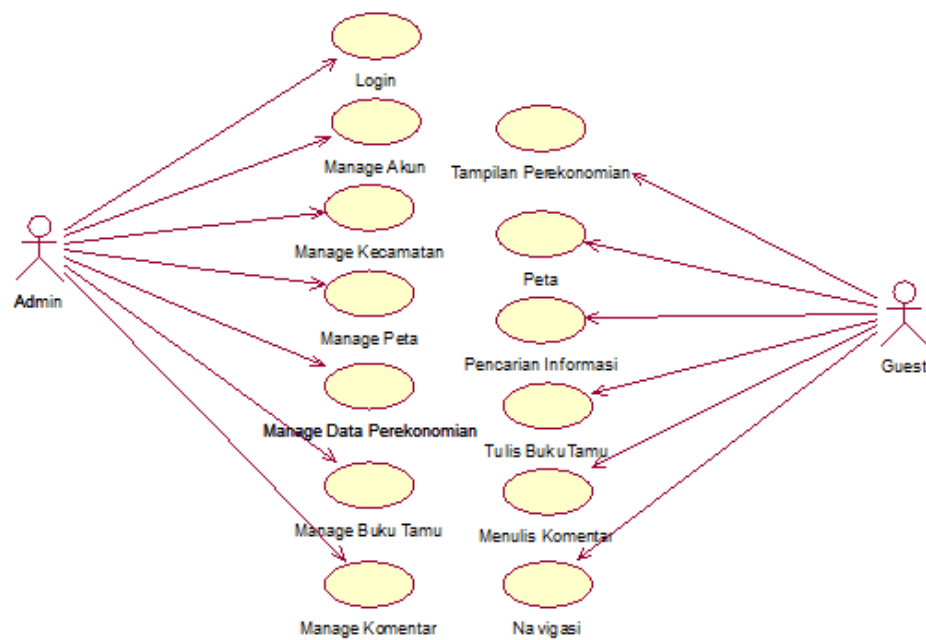 Login
Manage Akun
Tampilan Perekonomian
Manage Kecamatan
Admin
Peta
Manage Peta
Pencarian Informasi
Guest
Manage Data Perekonomian
Tulis Buku Tamu
Manage Buku Tamu
Menulis Komentar
Manage Komentar
Navigasi